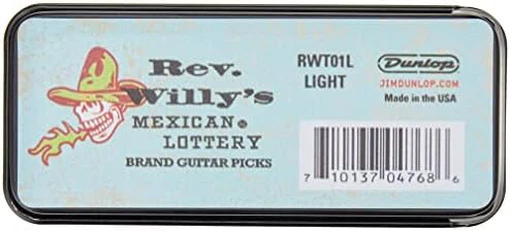 Rev.
Willy's
MEXICAN®
LOTTERY
BRAND GUITAR PICKS
RWT01L
LIGHT
Dunlop
JIMDUNLOP.COM
Made in the USA
7 10137 04768 6